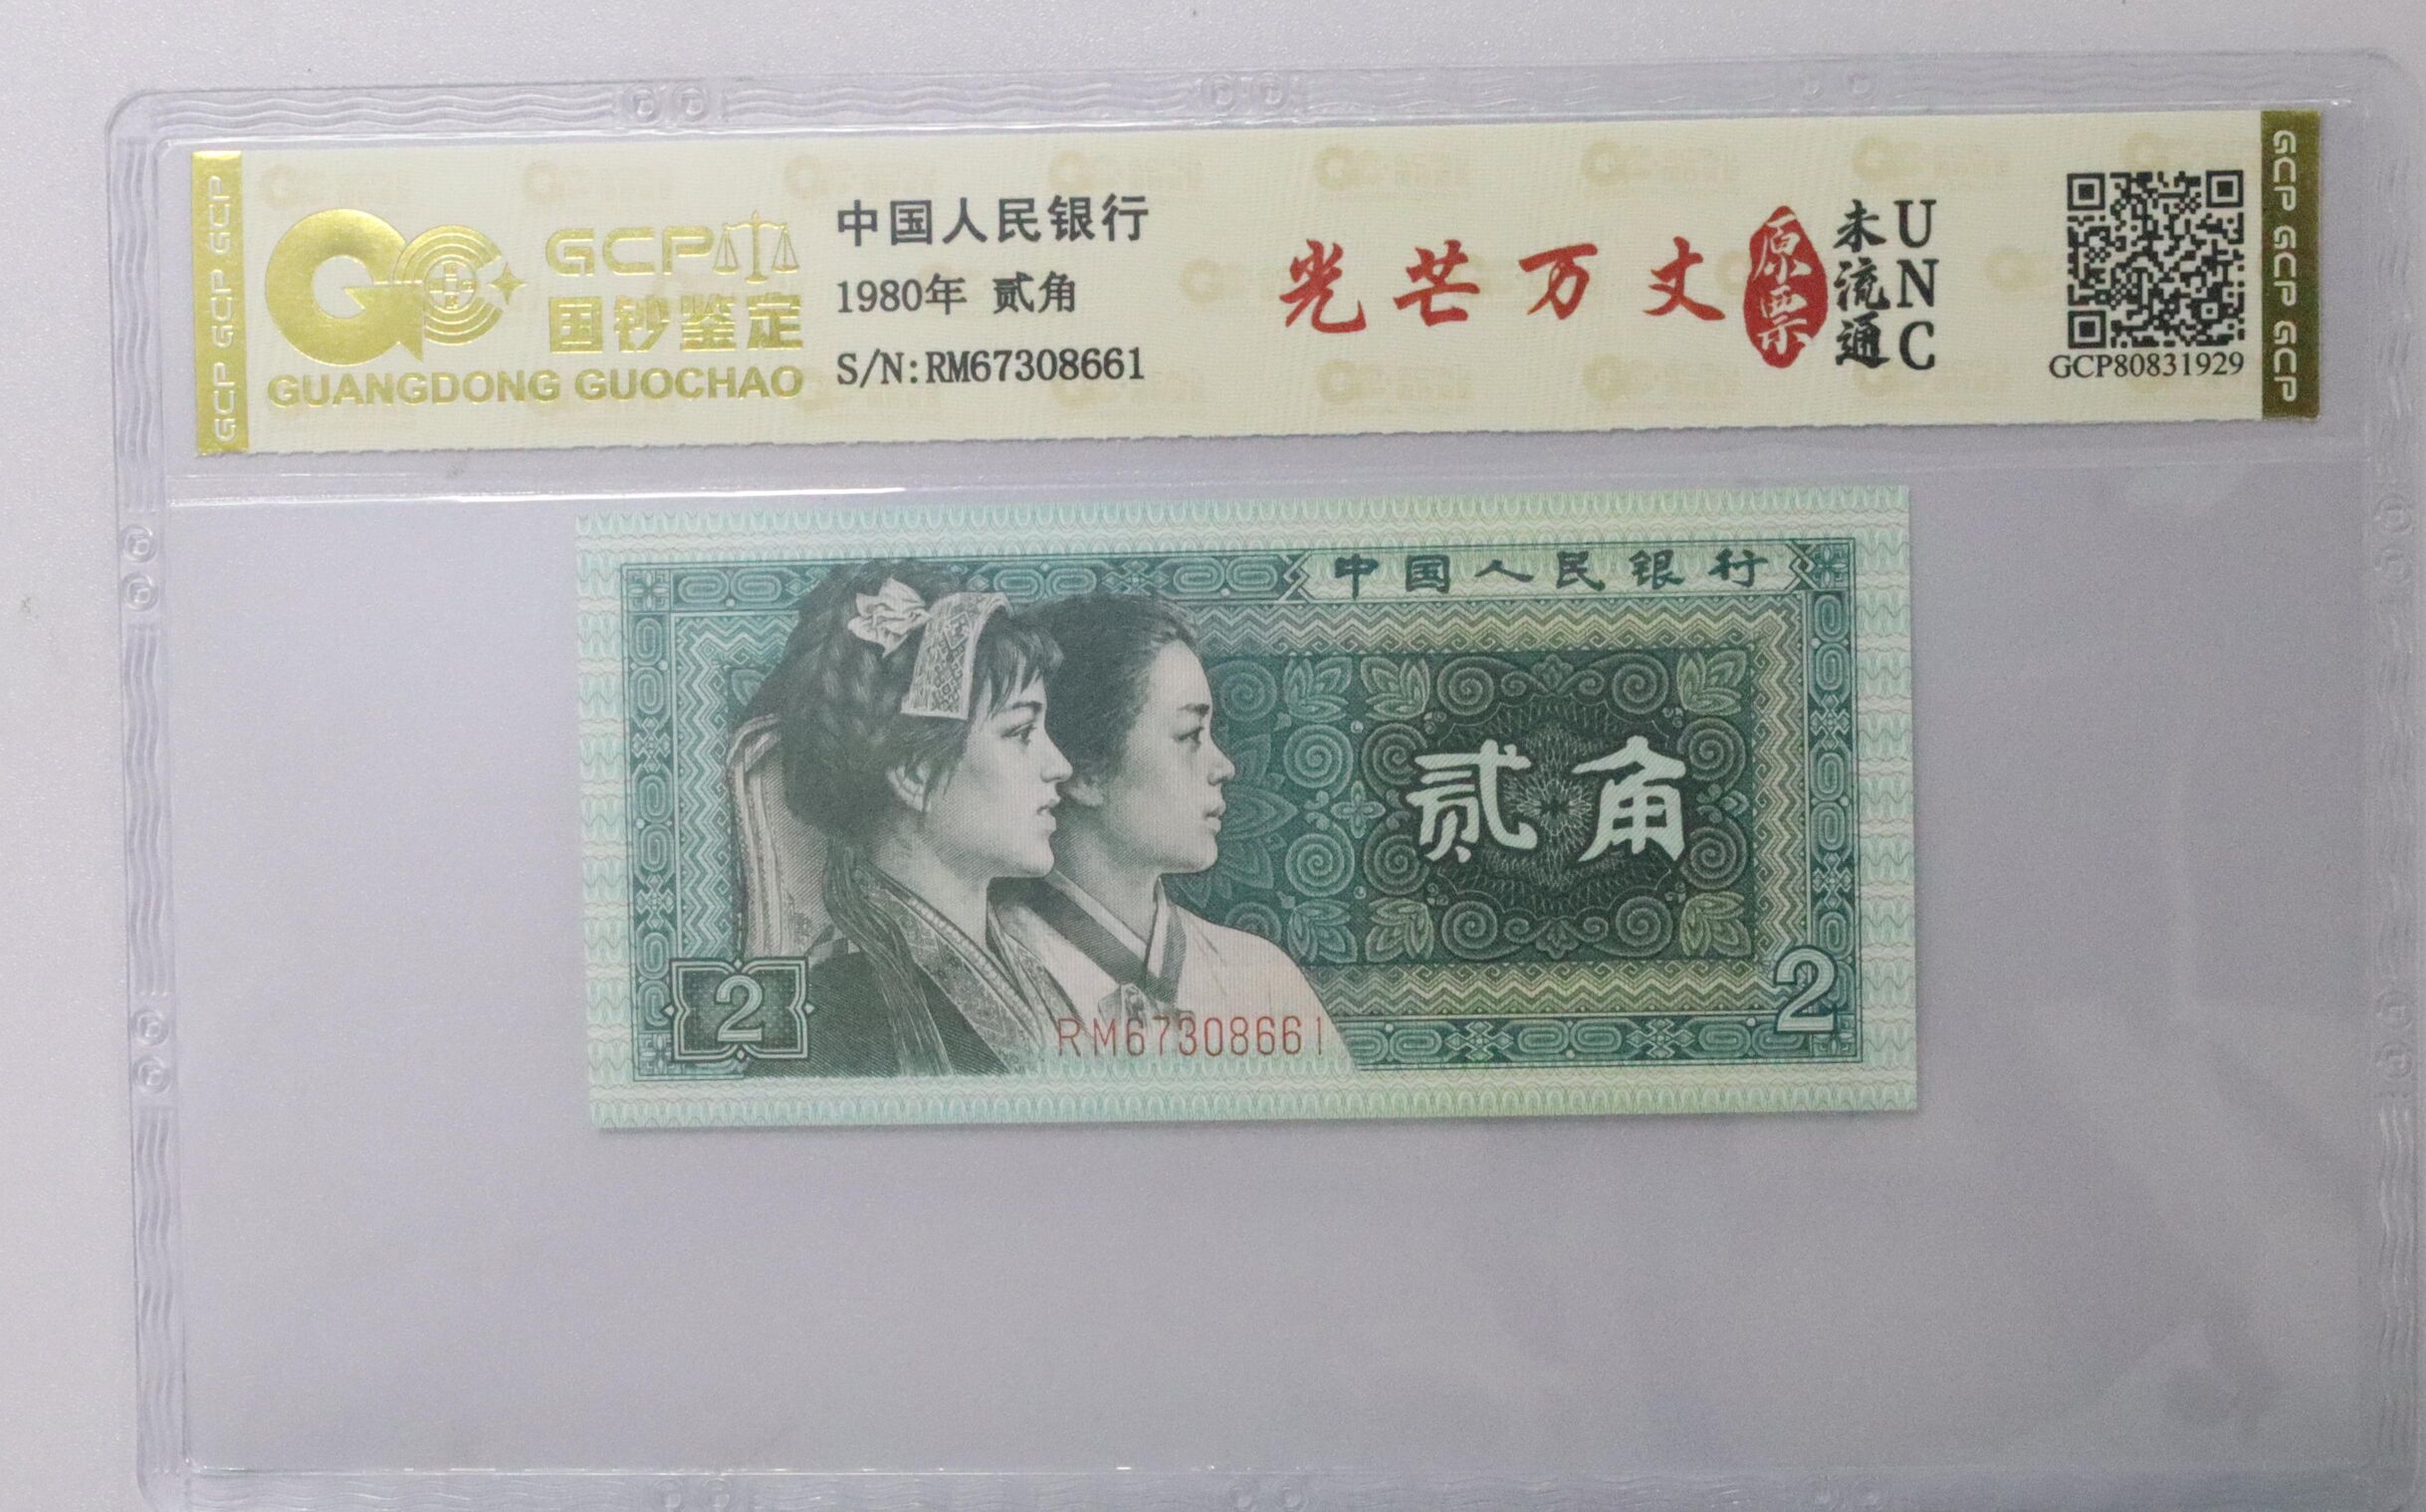 GCP GCP GCP
GCP
国钞鉴定
GUANGDONG GUOCHAO
中国人民银行
1980年 贰角
S/N:RM67308661
光芒万丈
原票
未流通
UNC
GCP80831929
GCP GCP GCP
中国人民银行
贰角
2
RM67308661
2